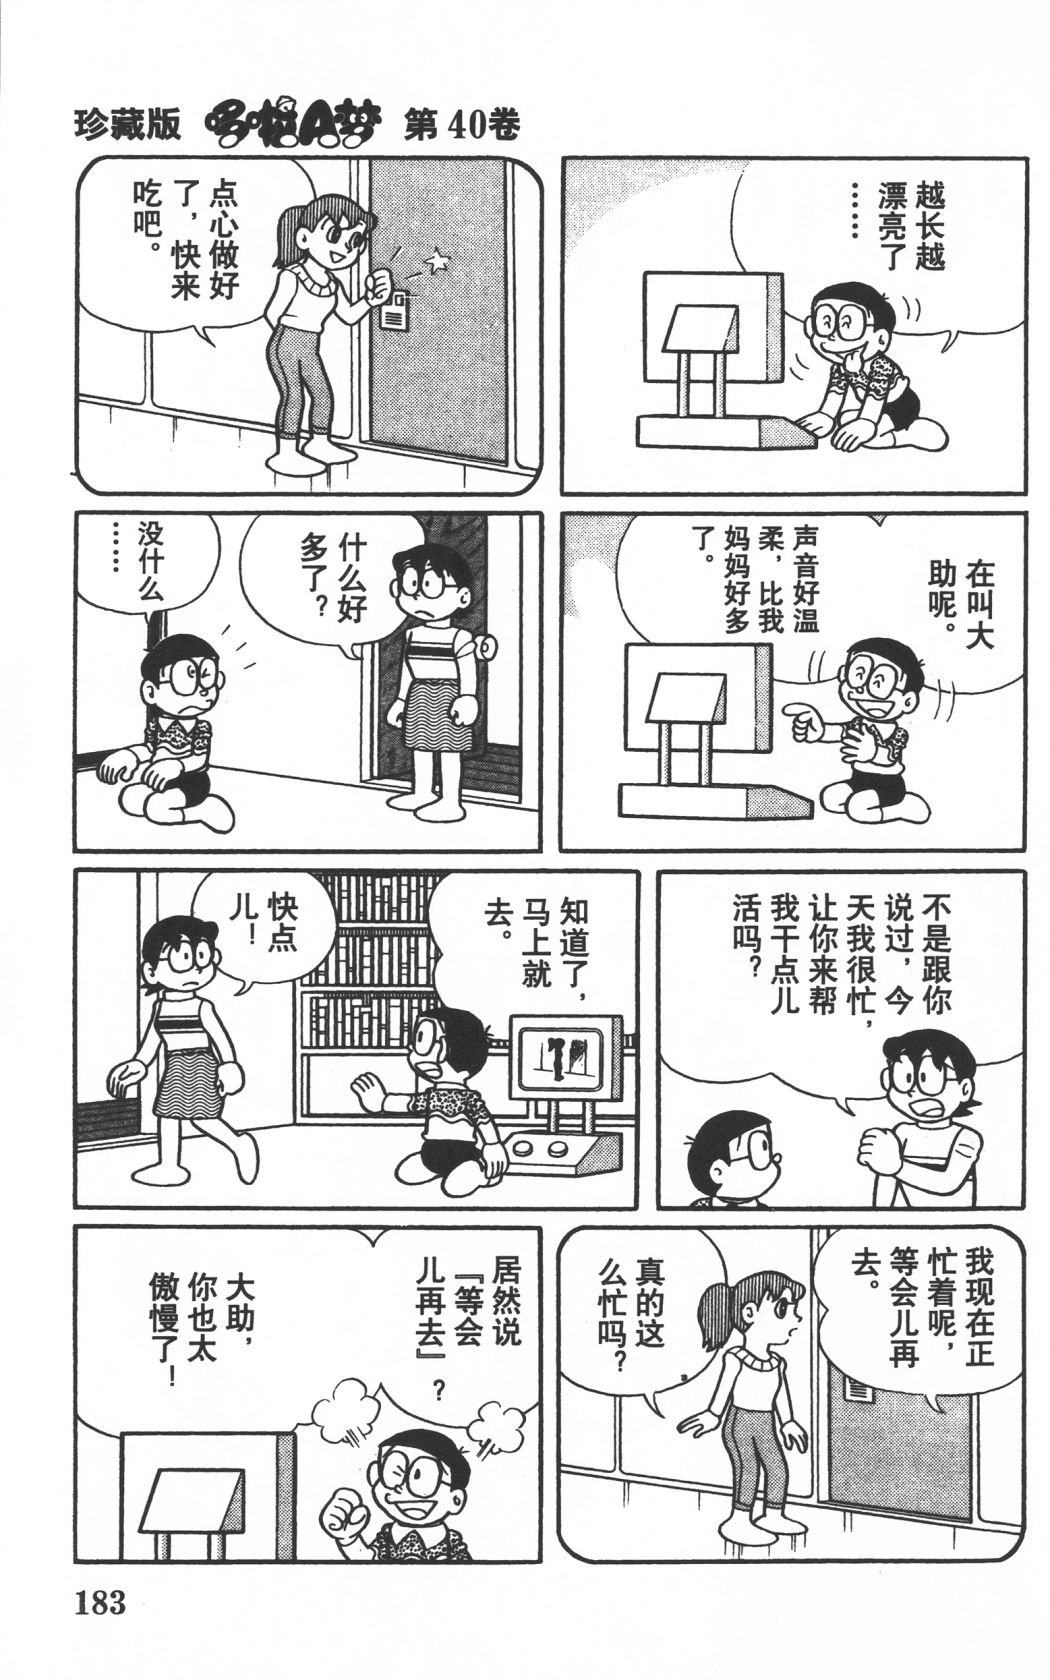 珍藏版 哆啦A梦 第40卷
越长越
漂亮了
……
点心做好
了，快来
吃吧。
在叫大
助呢。
声音好温
柔，比我
妈妈好多
了。
什么好
多了？
没什么
……
不是跟你
说过，今
天我很忙，
让你来帮
我干点儿
活吗？
知道了，
马上就
去。
快点
儿！
我现在正
忙着呢，
等会儿再
去。
真的这
么忙吗？
居然说
『等会
儿再去』？
大助，
你也太
傲慢了！
183